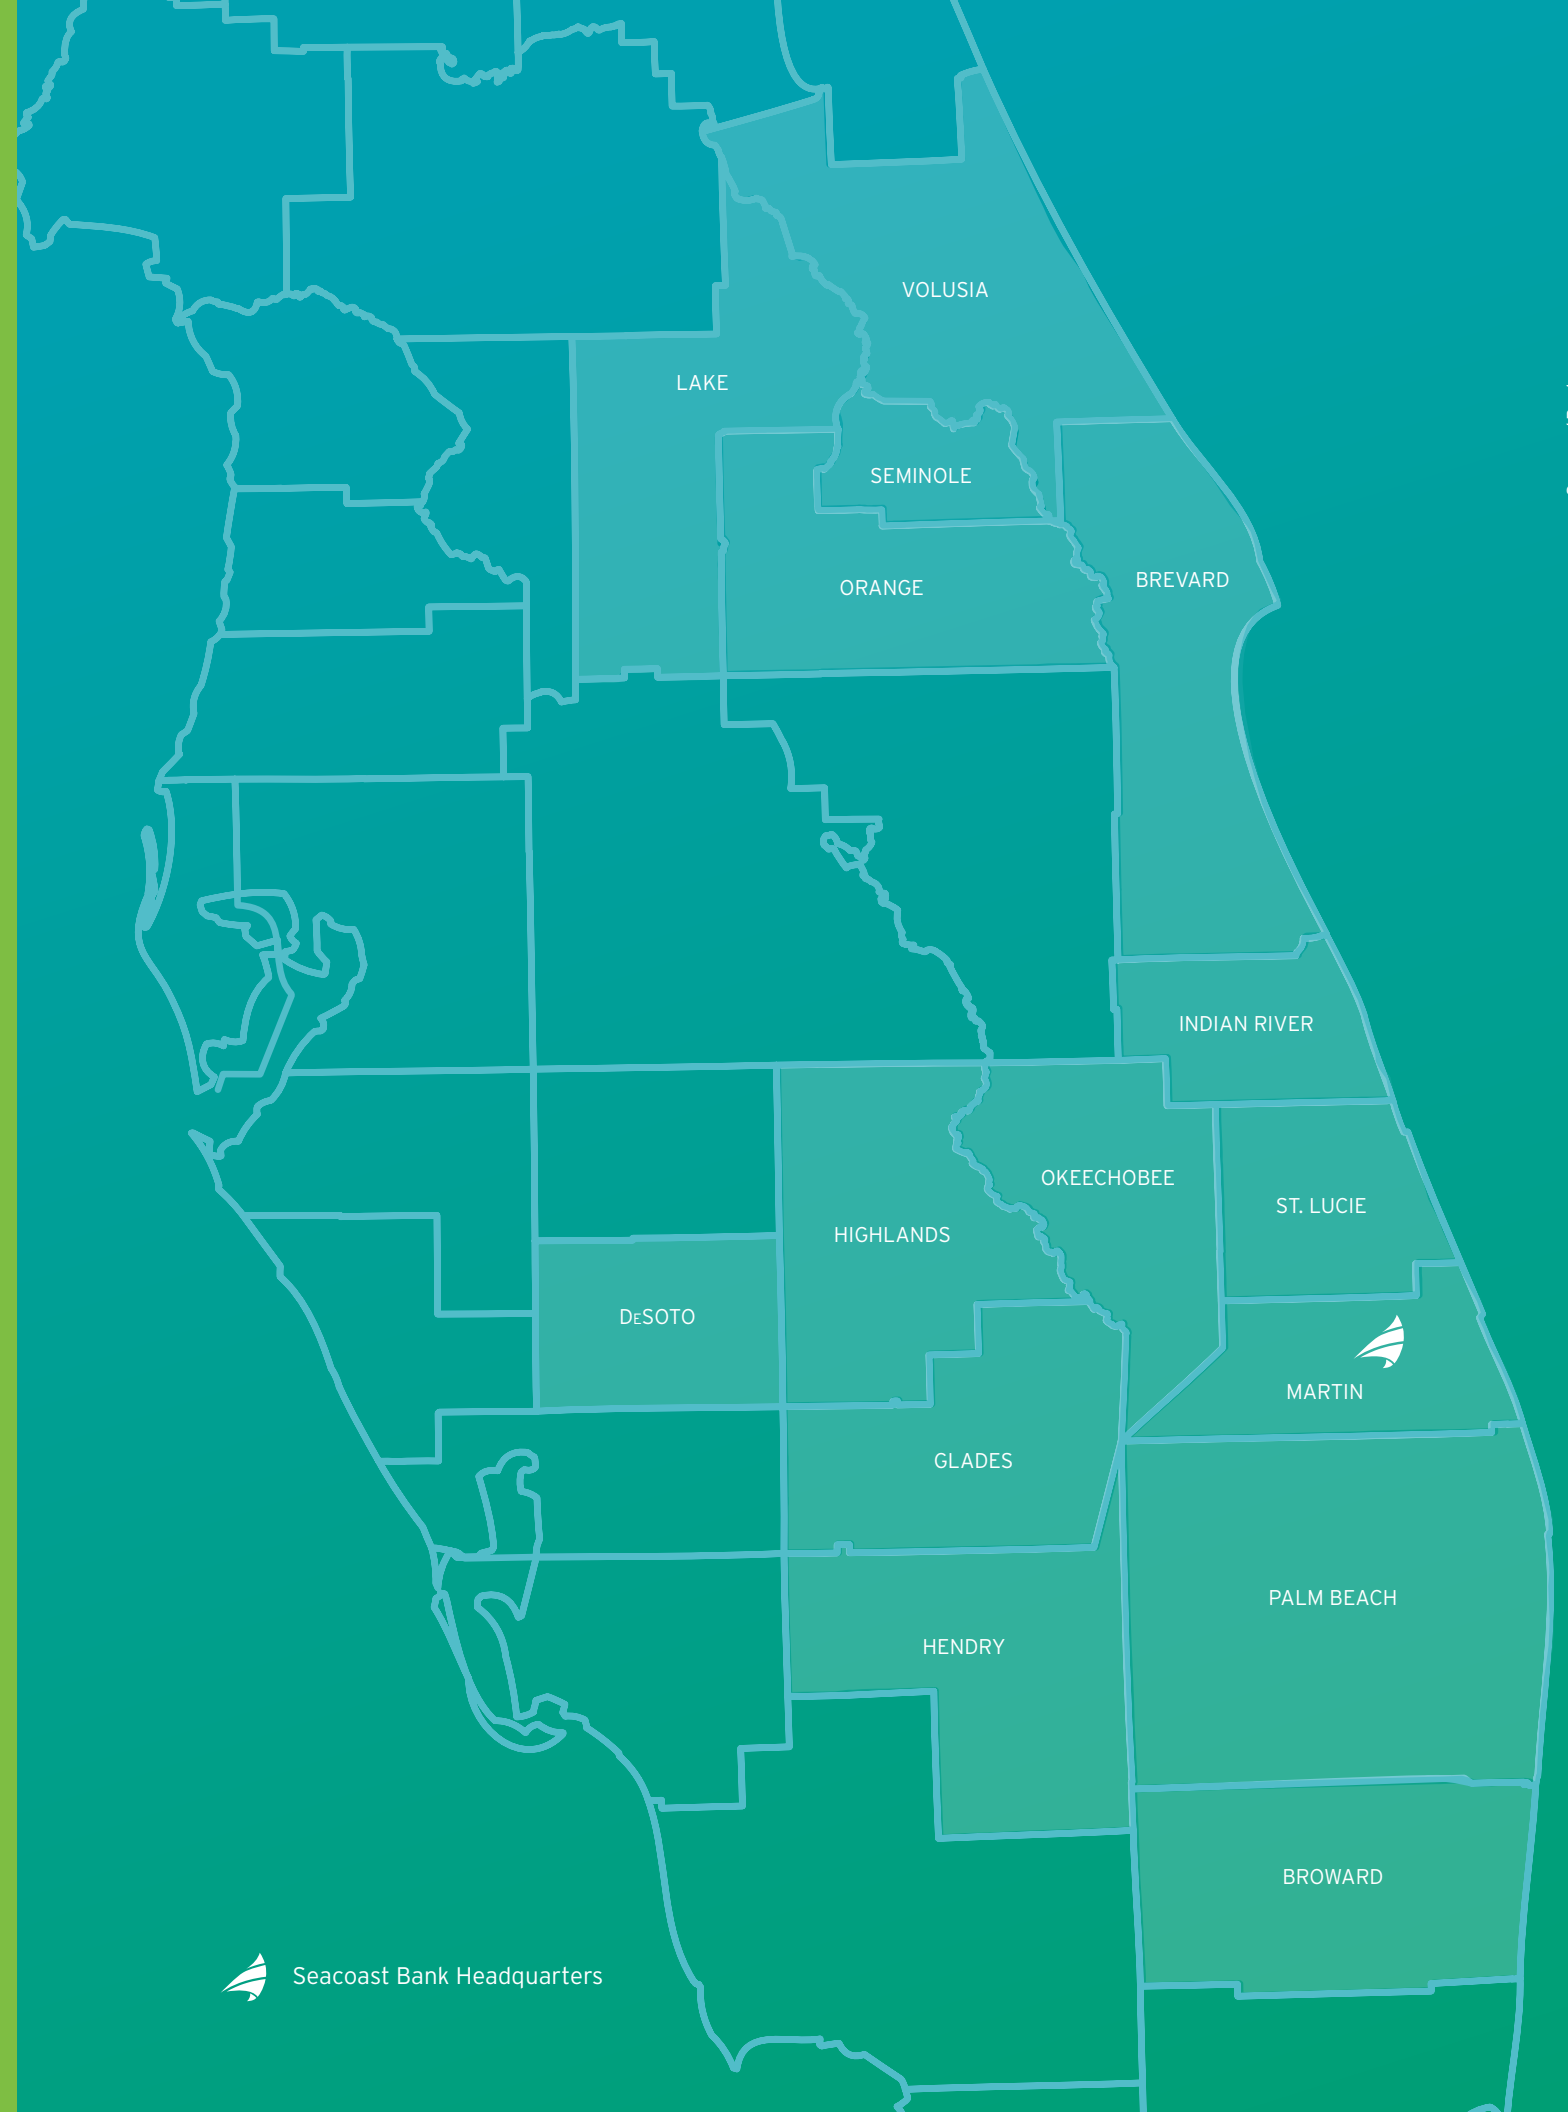 VOLUSIA
LAKE
SEMINOLE
ORANGE
BREVARD
INDIAN RIVER
OKEECHOBEE
ST. LUCIE
HIGHLANDS
DeSOTO
MARTIN
GLADES
PALM BEACH
HENDRY
BROWARD
Seacoast Bank Headquarters